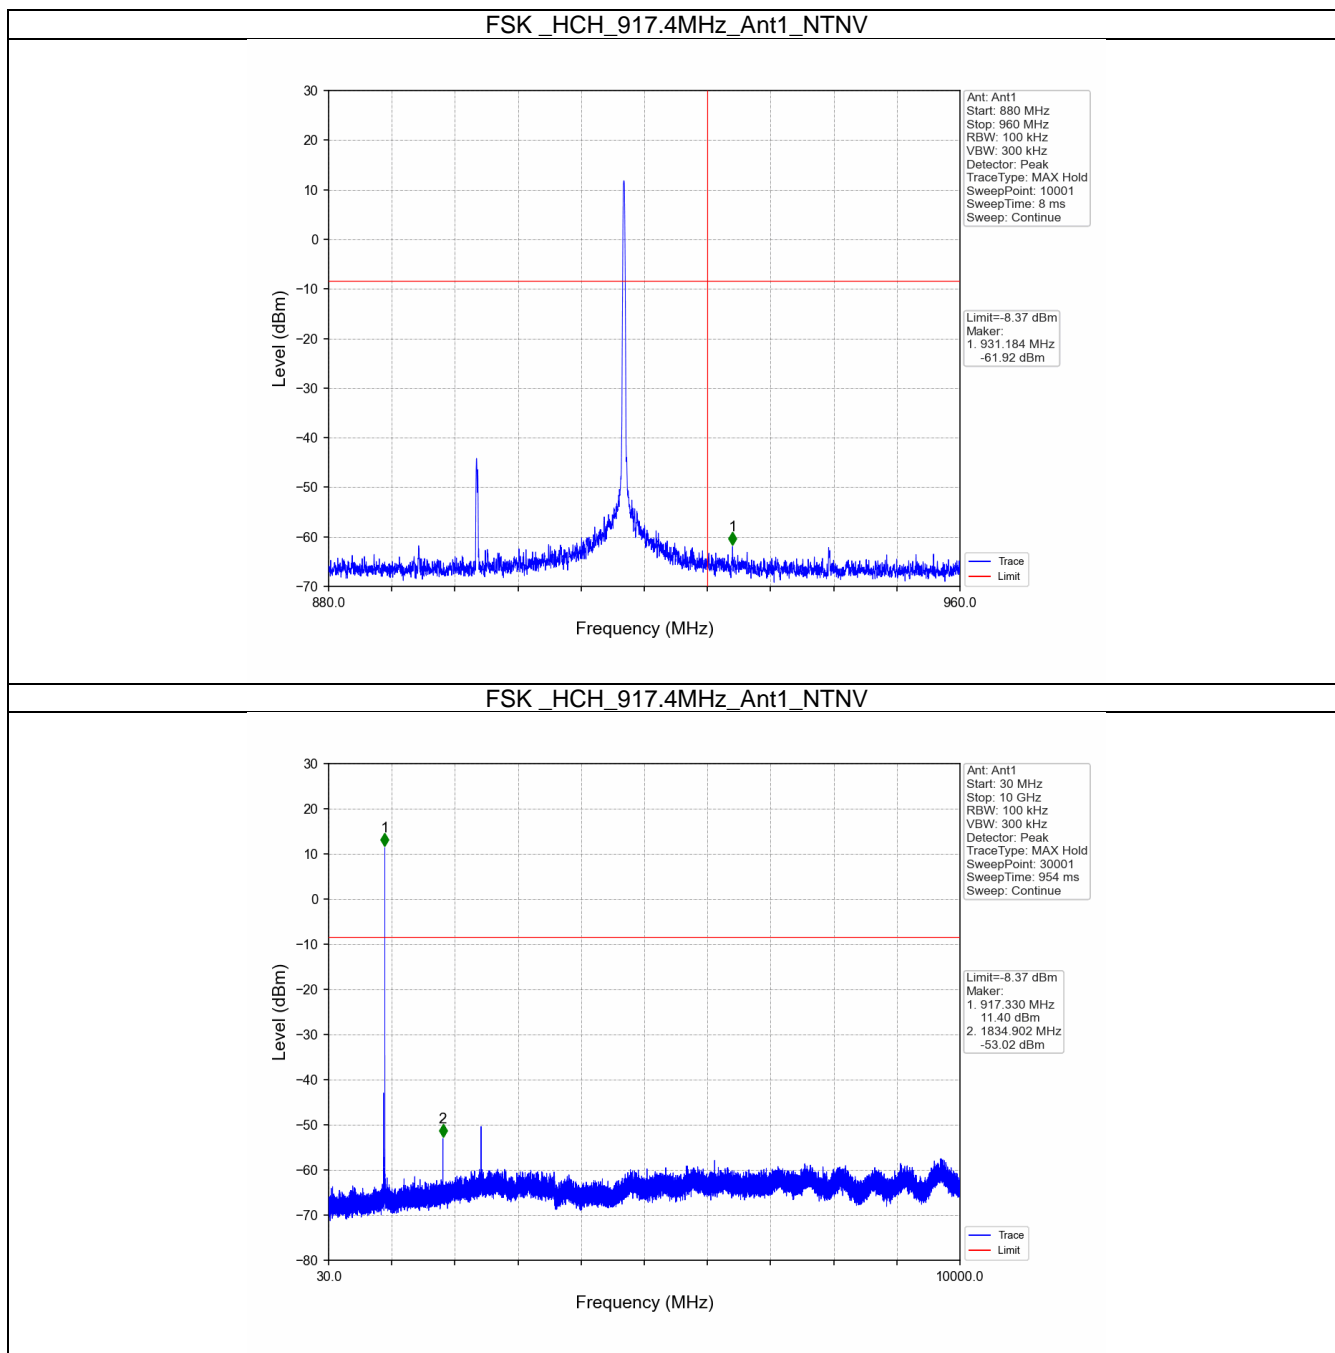 FSK _HCH_917.4MHz_Ant1_NTNV
30
20
10
0
−10
−20
−30
−40
−50
−60
−70
Level (dBm)
880.0
960.0
Frequency (MHz)
1
Ant: Ant1
Start: 880 MHz
Stop: 960 MHz
RBW: 100 kHz
VBW: 300 kHz
Detector: Peak
TraceType: MAX Hold
SweepPoint: 10001
SweepTime: 8 ms
Sweep: Continue
Limit=-8.37 dBm
Maker:
1. 931.184 MHz
-61.92 dBm
Trace
Limit
FSK _HCH_917.4MHz_Ant1_NTNV
30
20
10
0
−10
−20
−30
−40
−50
−60
−70
−80
Level (dBm)
30.0
10000.0
Frequency (MHz)
1
2
Ant: Ant1
Start: 30 MHz
Stop: 10 GHz
RBW: 100 kHz
VBW: 300 kHz
Detector: Peak
TraceType: MAX Hold
SweepPoint: 30001
SweepTime: 954 ms
Sweep: Continue
Limit=-8.37 dBm
Maker:
1. 917.330 MHz
11.40 dBm
2. 1834.902 MHz
-53.02 dBm
Trace
Limit